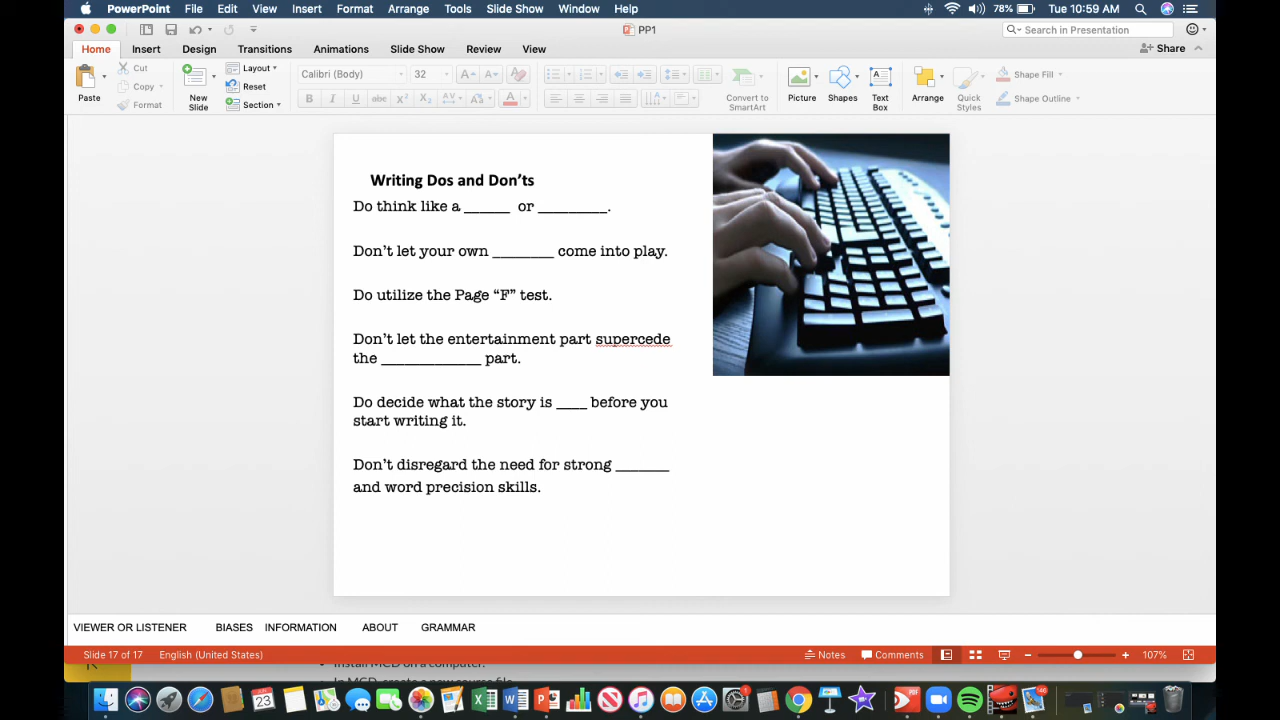 PowerPoint File Edit View Insert Format Arrange Tools Slide Show Window Help 78% Tue 10:59 AM
PP1
Search in Presentation
Home Insert Design Transitions Animations Slide Show Review View Share
Paste Cut Copy Format New Slide Layout Reset Section Calibri (Body) 32 Convert to SmartArt Picture Shapes Text Box Arrange Quick Styles Shape Fill Shape Outline
Writing Dos and Don'ts
Do think like a ______ or _________.
Don't let your own ________ come into play.
Do utilize the Page “F” test.
Don't let the entertainment part supercede
the _____________ part.
Do decide what the story is ____ before you
start writing it.
Don't disregard the need for strong _______
and word precision skills.
VIEWER OR LISTENER BIASES INFORMATION ABOUT GRAMMAR
Slide 17 of 17 English (United States) Notes Comments 107%